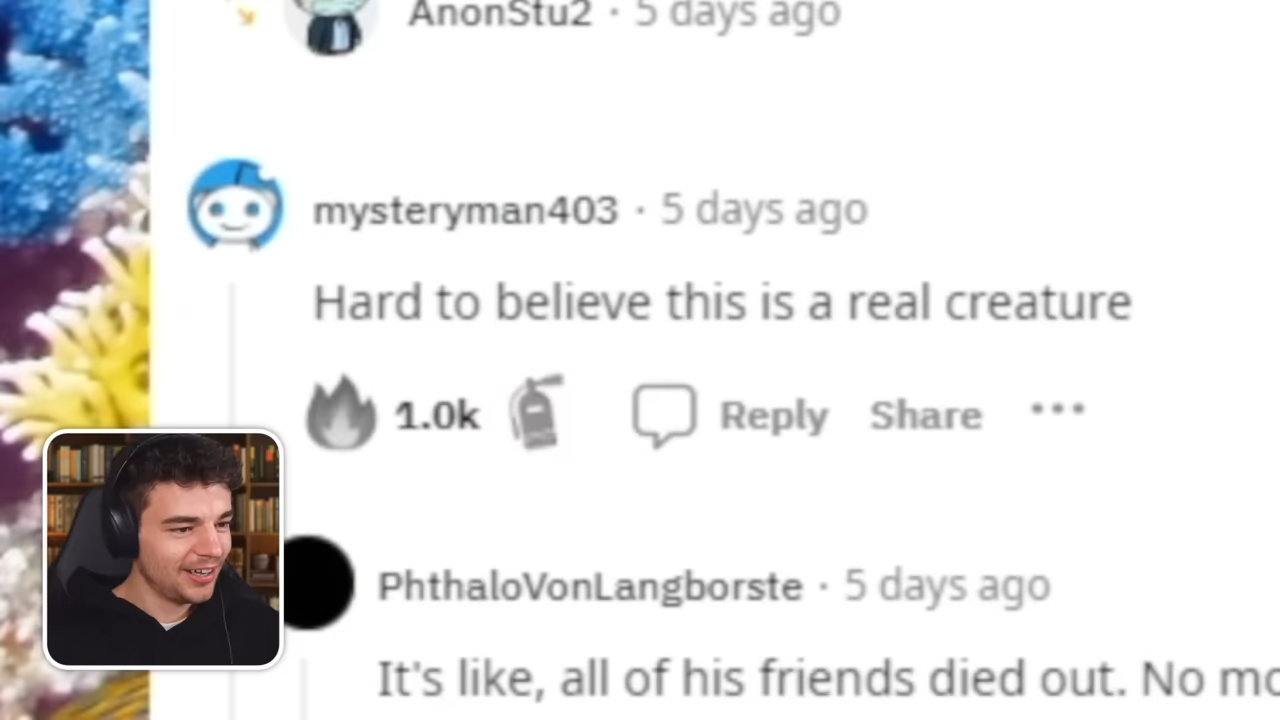 AnonStu2 · 5 days ago
mysteryman403 · 5 days ago
Hard to believe this is a real creature
1.0k Reply Share ...
PhthaloVonLangborste · 5 days ago
It's like, all of his friends died out. No